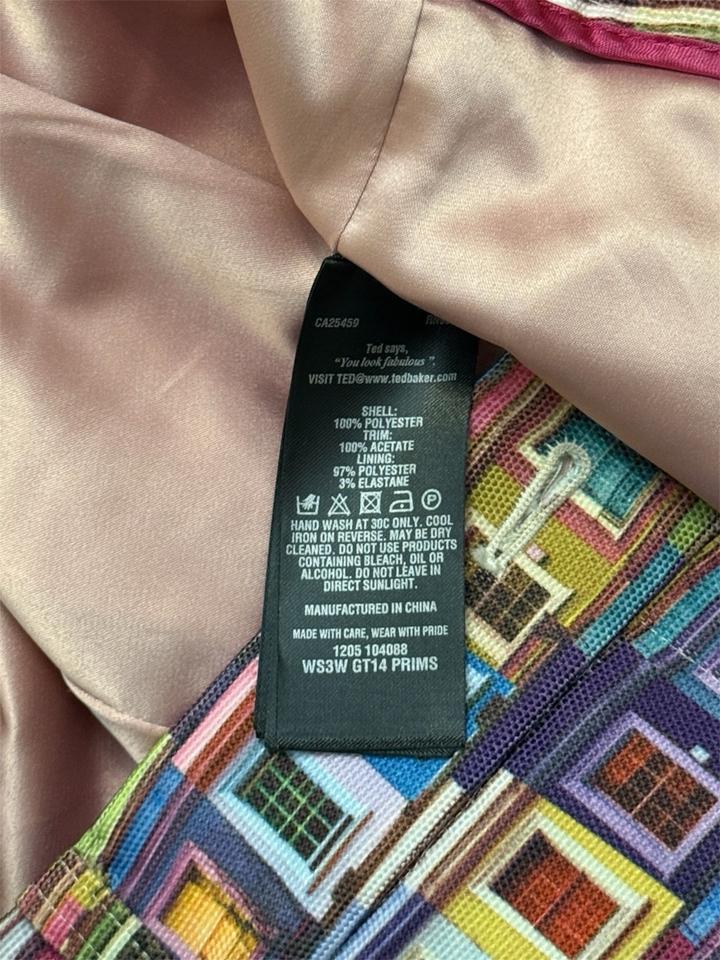 CA25459
Ted says,
"You look fabulous ".
VISIT TED@www.tedbaker.com
SHELL:
100% POLYESTER
TRIM:
100% ACETATE
LINING:
97% POLYESTER
3% ELASTANE
P
HAND WASH AT 30C ONLY. COOL
IRON ON REVERSE. MAY BE DRY
CLEANED. DO NOT USE PRODUCTS
CONTAINING BLEACH, OIL OR
ALCOHOL. DO NOT LEAVE IN
DIRECT SUNLIGHT.
MANUFACTURED IN CHINA
MADE WITH CARE, WEAR WITH PRIDE
1205 104088
WS3W GT14 PRIMS